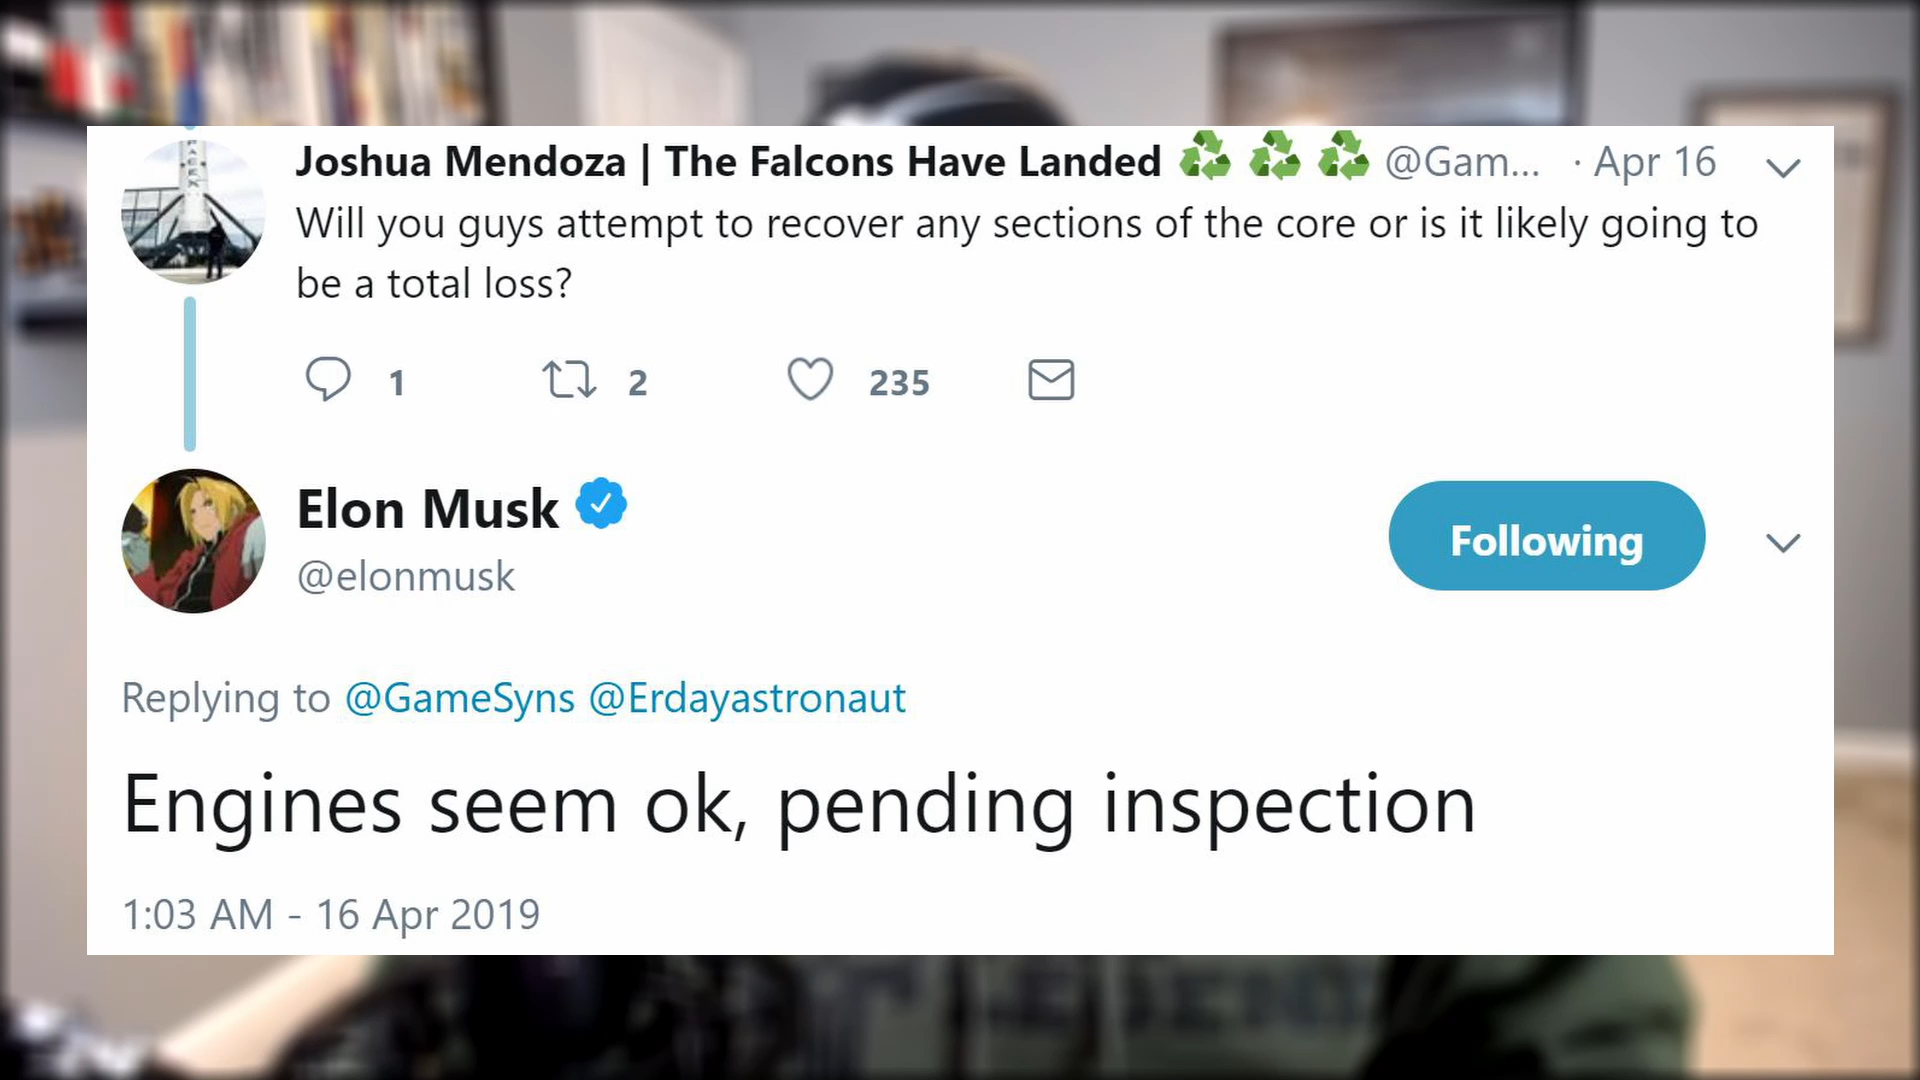 Joshua Mendoza | The Falcons Have Landed ♻ ♻ ♻ @Gam... · Apr 16
Will you guys attempt to recover any sections of the core or is it likely going to
be a total loss?
1 2 235
Elon Musk
@elonmusk
Following
Replying to @GameSyns @Erdayastronaut
Engines seem ok, pending inspection
1:03 AM - 16 Apr 2019